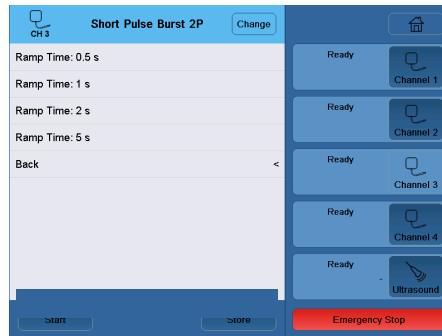 CH 3
Short Pulse Burst 2P
Change
Ramp Time: 0.5 s
Ramp Time: 1 s
Ramp Time: 2 s
Ramp Time: 5 s
Back <
Start
Store
Ready
Channel 1
Ready
Channel 2
Ready
Channel 3
Ready
Channel 4
Ready
-
Ultrasound
Emergency Stop